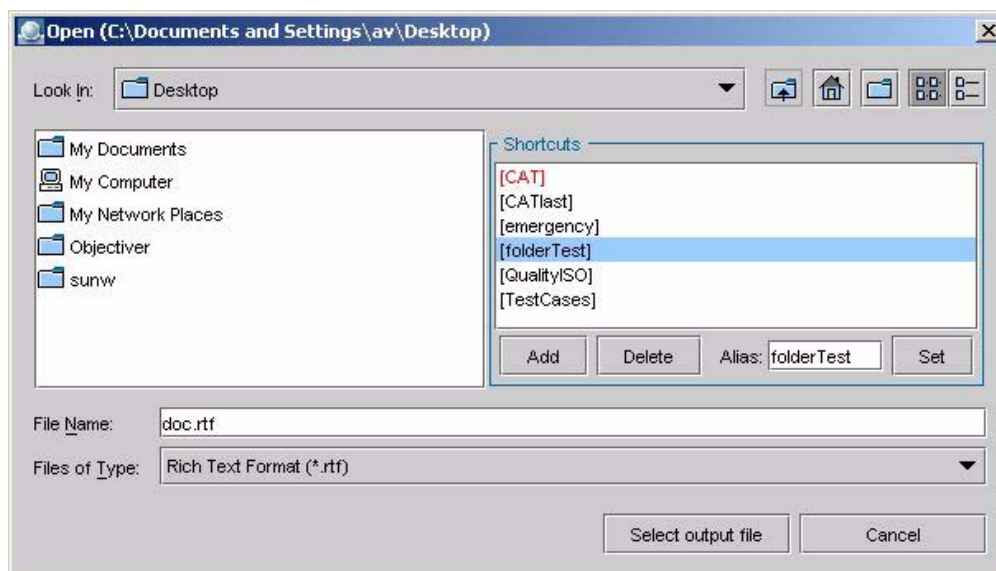 Open (C:\Documents and Settings\av\Desktop)
Look In: Desktop
My Documents
My Computer
My Network Places
Objectiver
sunw
Shortcuts
[CAT]
[CATlast]
[emergency]
[folderTest]
[QualityISO]
[TestCases]
Add Delete Alias: folderTest Set
File Name: doc.rtf
Files of Type: Rich Text Format (*.rtf)
Select output file Cancel